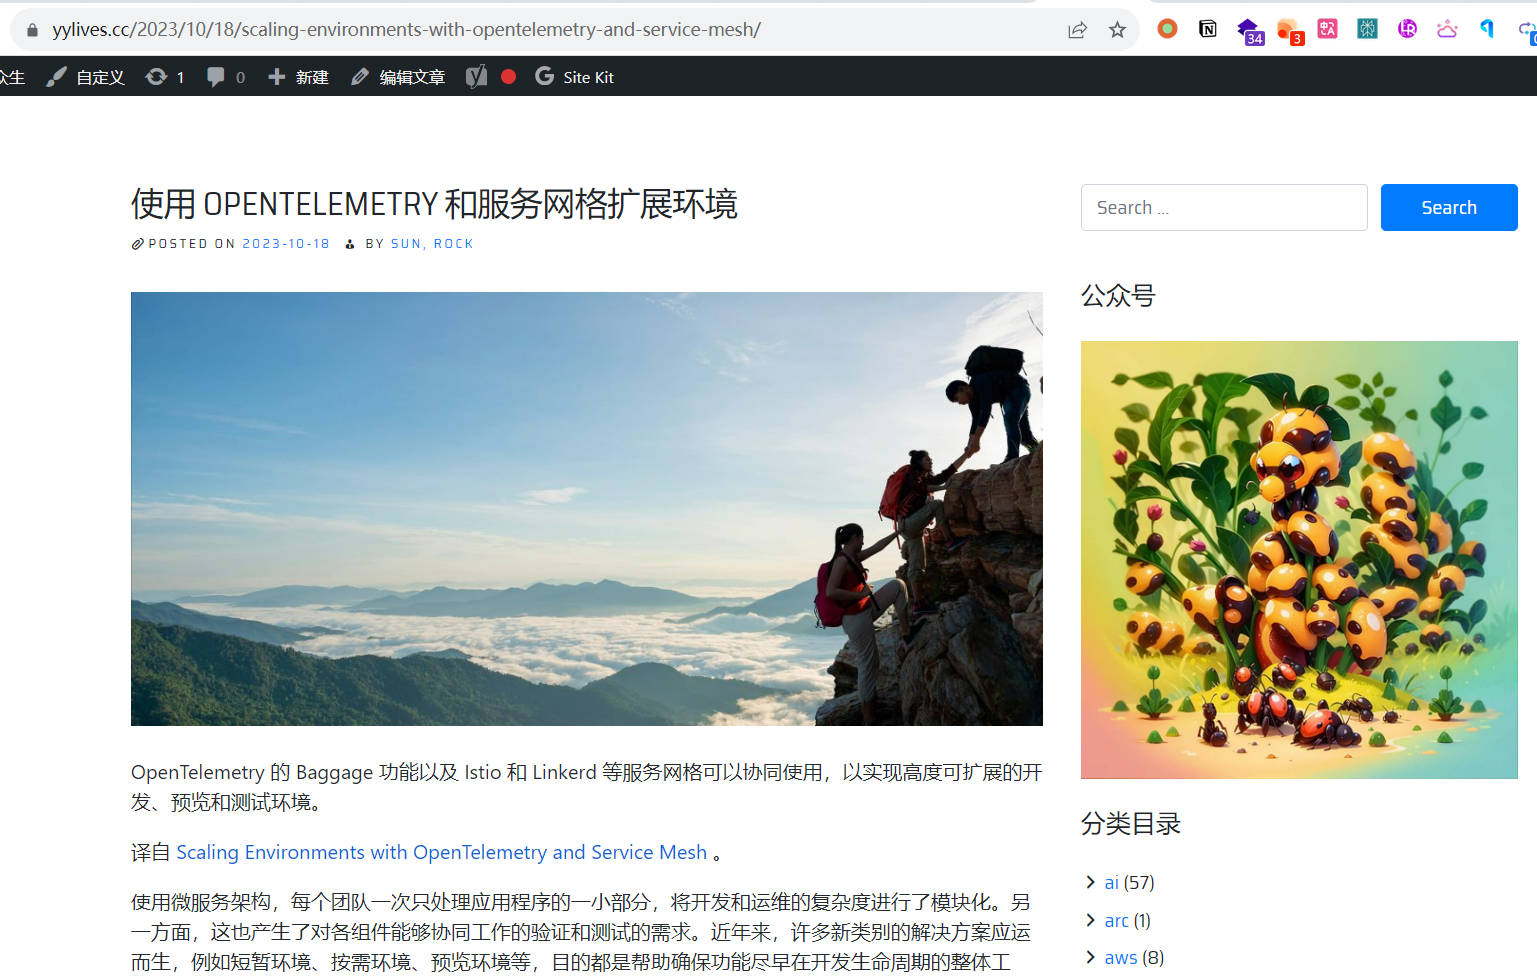 yylives.cc/2023/10/18/scaling-environments-with-opentelemetry-and-service-mesh/
34
3
众生 自定义 1 0 新建 编辑文章 Site Kit
使用 OPENTELEMETRY 和服务网格扩展环境
POSTED ON 2023-10-18 BY SUN, ROCK
Search ...
Search
公众号
OpenTelemetry 的 Baggage 功能以及 Istio 和 Linkerd 等服务网格可以协同使用，以实现高度可扩展的开
发、预览和测试环境。
译自 Scaling Environments with OpenTelemetry and Service Mesh 。
使用微服务架构，每个团队一次只处理应用程序的一小部分，将开发和运维的复杂度进行了模块化。另
一方面，这也产生了对各组件能够协同工作的验证和测试的需求。近年来，许多新类别的解决方案应运
而生，例如短暂环境、按需环境、预览环境等，目的都是帮助确保功能尽早在开发生命周期的整体工
分类目录
ai (57)
arc (1)
aws (8)